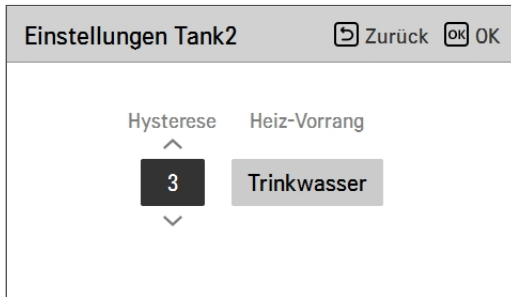 Einstellungen Tank2 Zurück OK OK
Hysterese Heiz-Vorrang
3 Trinkwasser